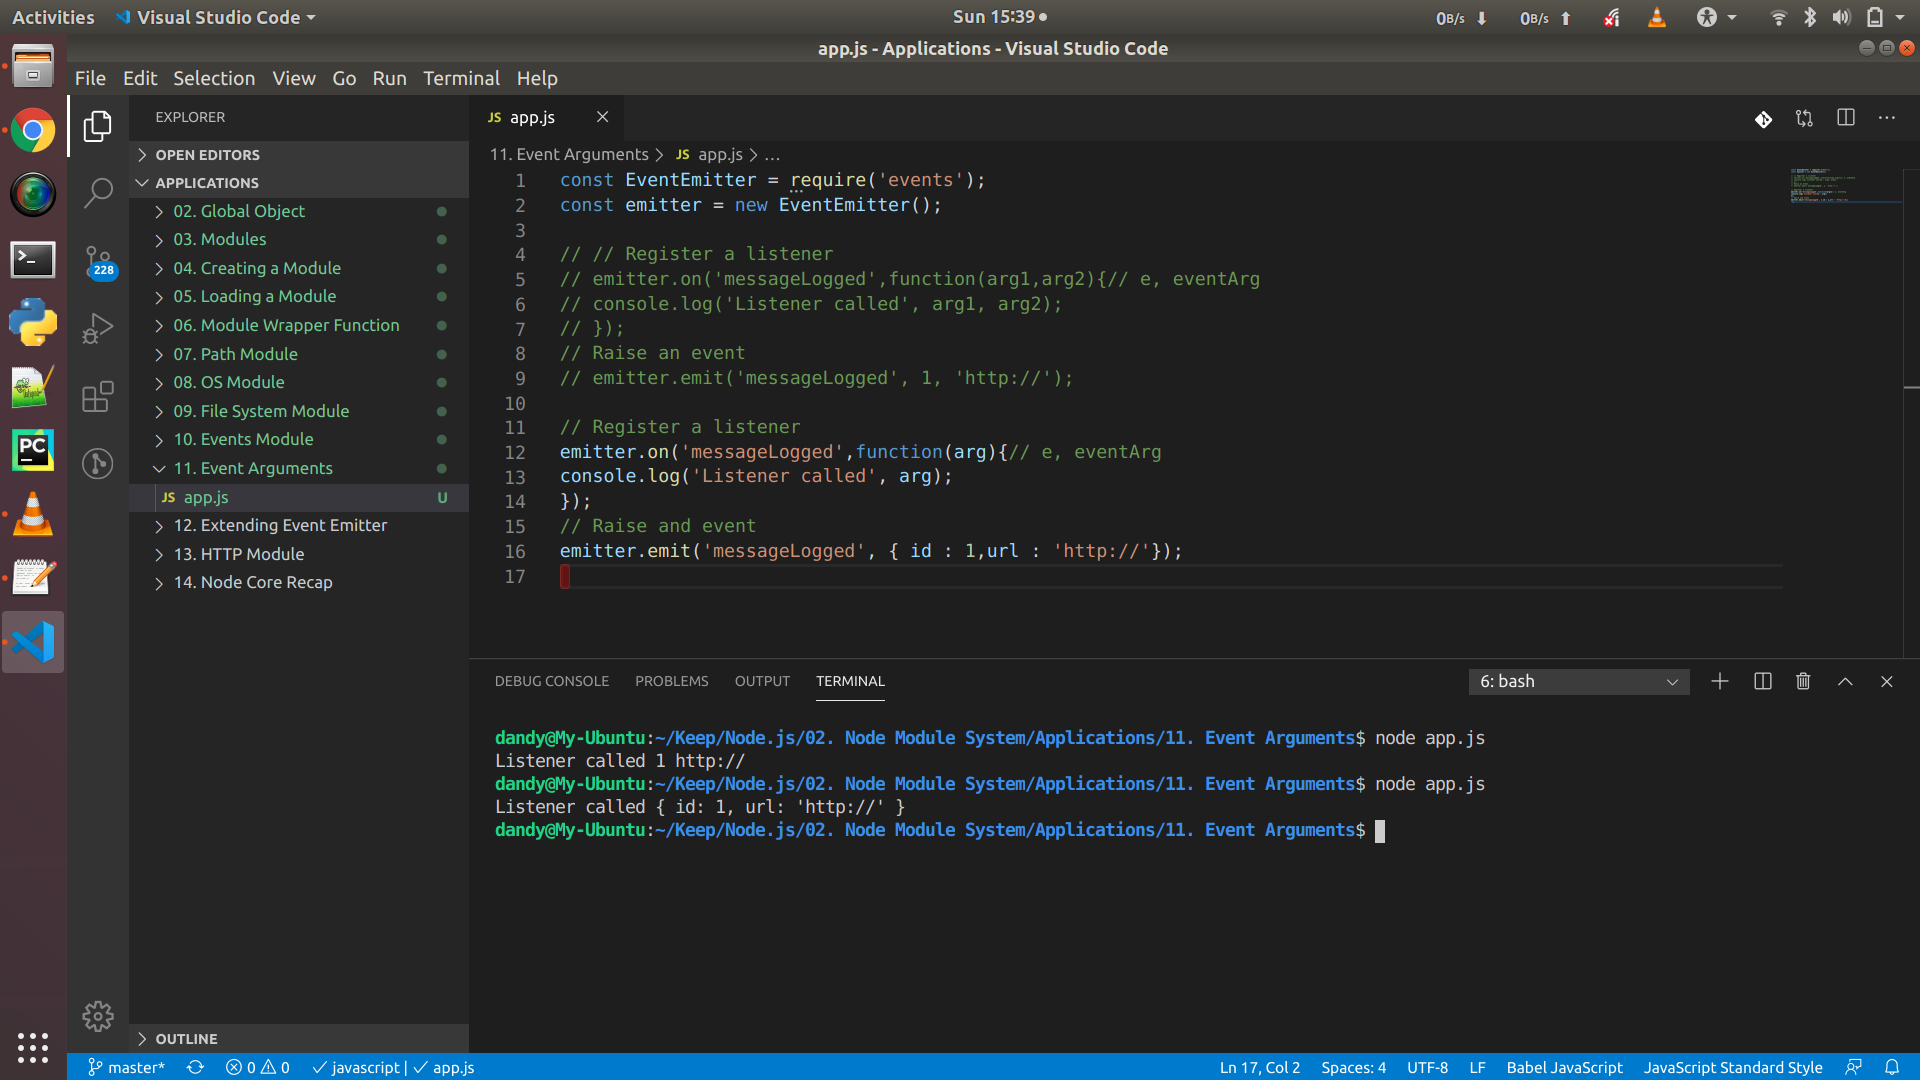 Activities
Visual Studio Code
Sun 15:39
0B/s
0B/s
app.js - Applications - Visual Studio Code
File Edit Selection View Go Run Terminal Help
EXPLORER
OPEN EDITORS
APPLICATIONS
02. Global Object
03. Modules
04. Creating a Module
05. Loading a Module
06. Module Wrapper Function
07. Path Module
08. OS Module
09. File System Module
10. Events Module
11. Event Arguments
JS app.js U
12. Extending Event Emitter
13. HTTP Module
14. Node Core Recap
OUTLINE
228
PC
JS app.js
11. Event Arguments > JS app.js > ...
1 const EventEmitter = require('events');
2 const emitter = new EventEmitter();
3
4 // // Register a listener
5 // emitter.on('messageLogged',function(arg1,arg2){// e, eventArg
6 // console.log('Listener called', arg1, arg2);
7 // });
8 // Raise an event
9 // emitter.emit('messageLogged', 1, 'http://');
10
11 // Register a listener
12 emitter.on('messageLogged',function(arg){// e, eventArg
13 console.log('Listener called', arg);
14 });
15 // Raise and event
16 emitter.emit('messageLogged', { id : 1,url : 'http://'});
17
DEBUG CONSOLE PROBLEMS OUTPUT TERMINAL
6: bash
dandy@My-Ubuntu:~/Keep/Node.js/02. Node Module System/Applications/11. Event Arguments$ node app.js
Listener called 1 http://
dandy@My-Ubuntu:~/Keep/Node.js/02. Node Module System/Applications/11. Event Arguments$ node app.js
Listener called { id: 1, url: 'http://' }
dandy@My-Ubuntu:~/Keep/Node.js/02. Node Module System/Applications/11. Event Arguments$
master* 0 0 javascript | app.js
Ln 17, Col 2 Spaces: 4 UTF-8 LF Babel JavaScript JavaScript Standard Style